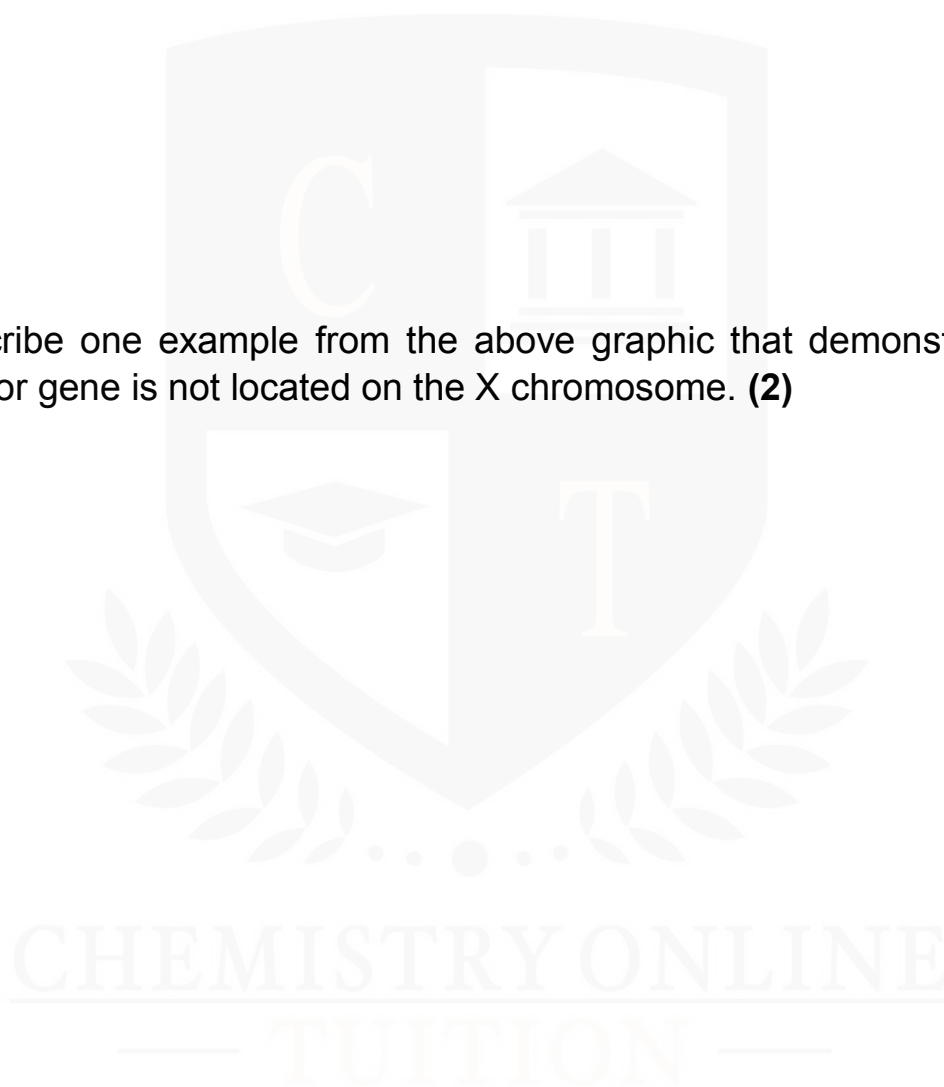 C
cribe one example from the above graphic that demonst
or gene is not located on the X chromosome. (2)
T
CHEMISTRY ONLINE
TUITION